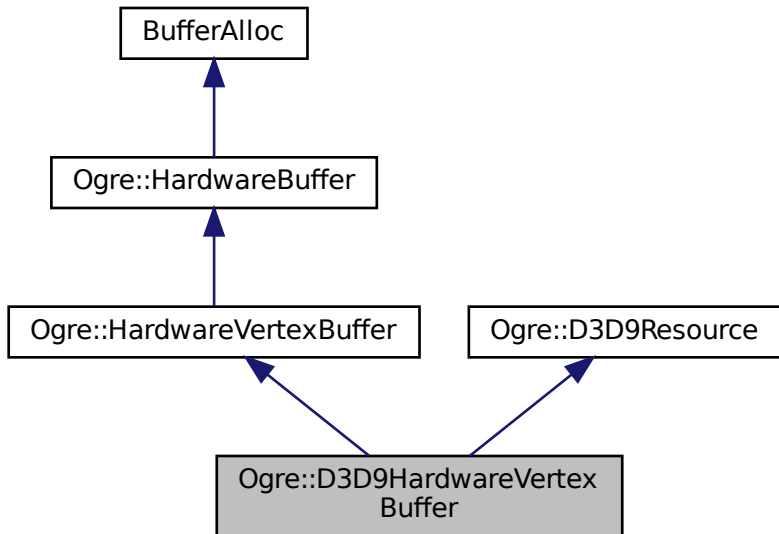 BufferAlloc
Ogre::HardwareBuffer
Ogre::HardwareVertexBuffer
Ogre::D3D9Resource
Ogre::D3D9HardwareVertex
Buffer